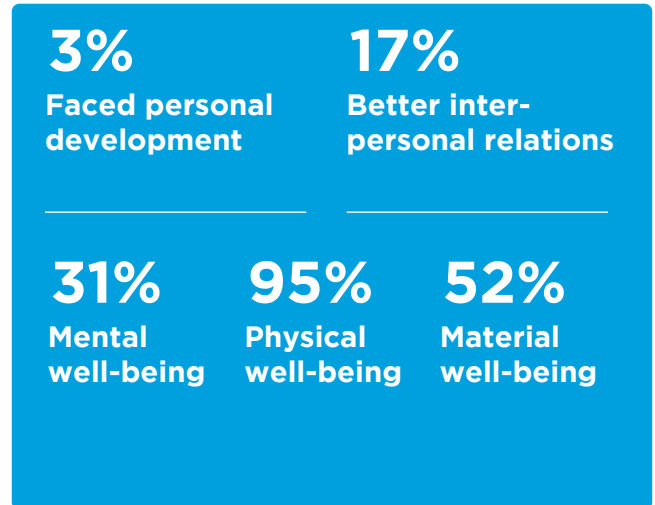 3%
Faced personal
development
17%
Better inter-
personal relations
31%
Mental
well-being
95%
Physical
well-being
52%
Material
well-being